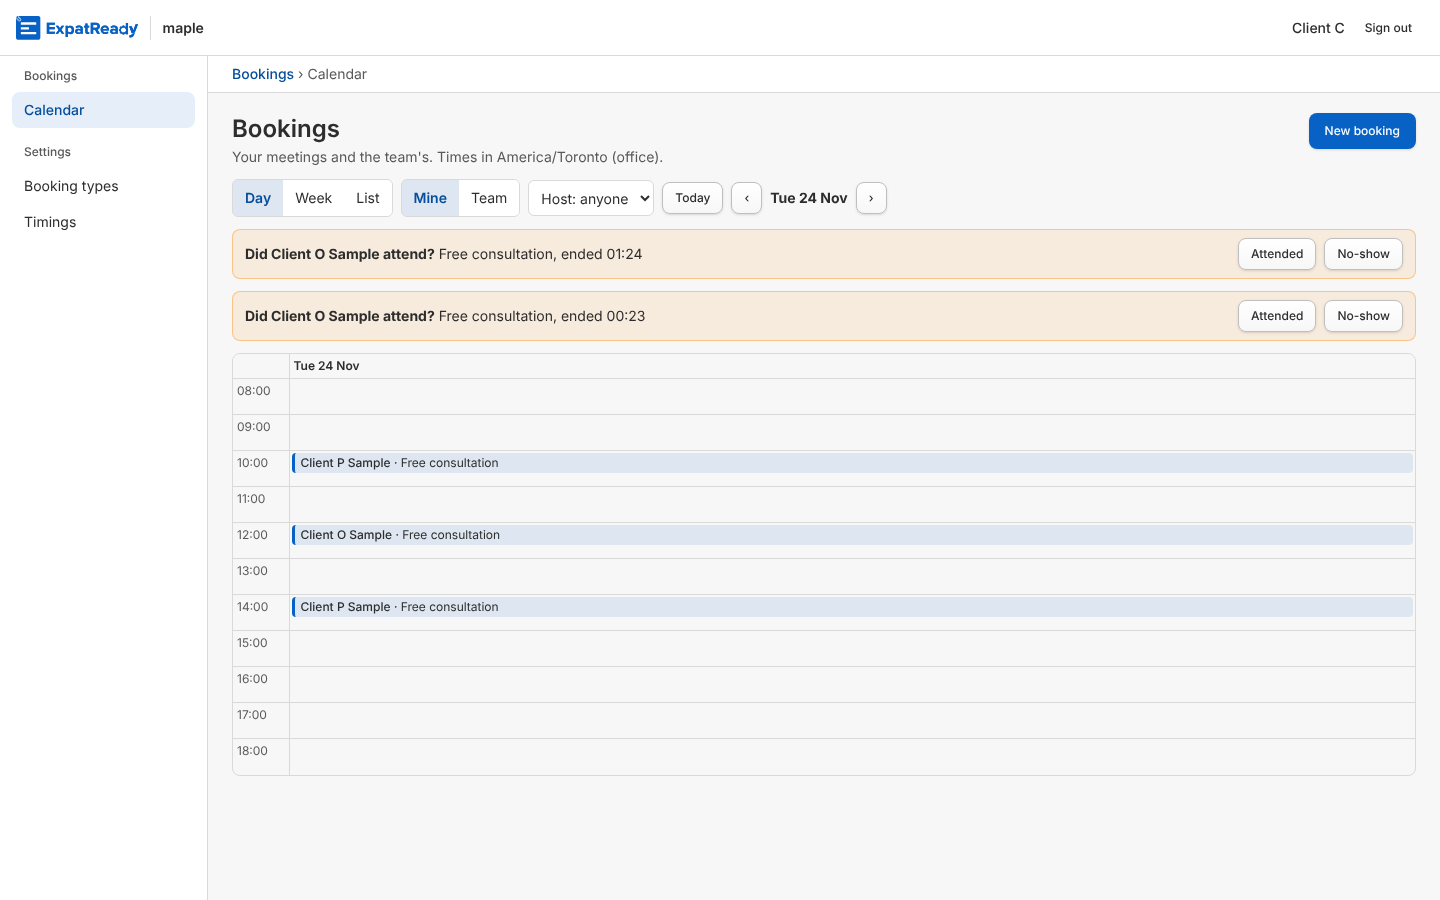 ExpatReady maple Client C Sign out
Bookings
Calendar
Settings
Booking types
Timings
Bookings › Calendar
Bookings
New booking
Your meetings and the team's. Times in America/Toronto (office).
Day Week List Mine Team Host: anyone Today ‹ Tue 24 Nov ›
Did Client O Sample attend? Free consultation, ended 01:24 Attended No-show
Did Client O Sample attend? Free consultation, ended 00:23 Attended No-show
Tue 24 Nov
08:00
09:00
10:00 Client P Sample · Free consultation
11:00
12:00 Client O Sample · Free consultation
13:00
14:00 Client P Sample · Free consultation
15:00
16:00
17:00
18:00